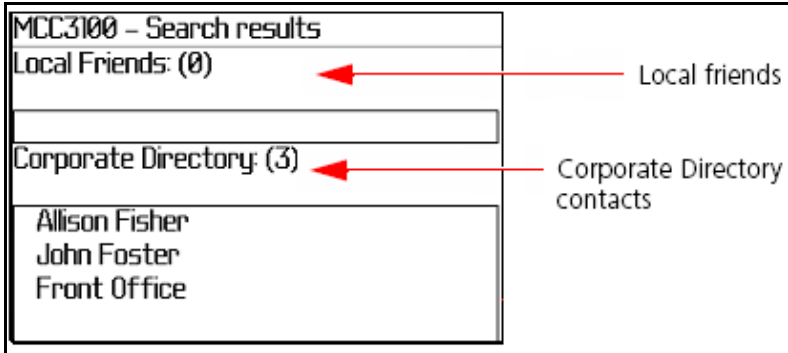 MCC3100 – Search results
Local Friends: (0)
Local friends
Corporate Directory: (3)
Corporate Directory
contacts
Allison Fisher
John Foster
Front Office